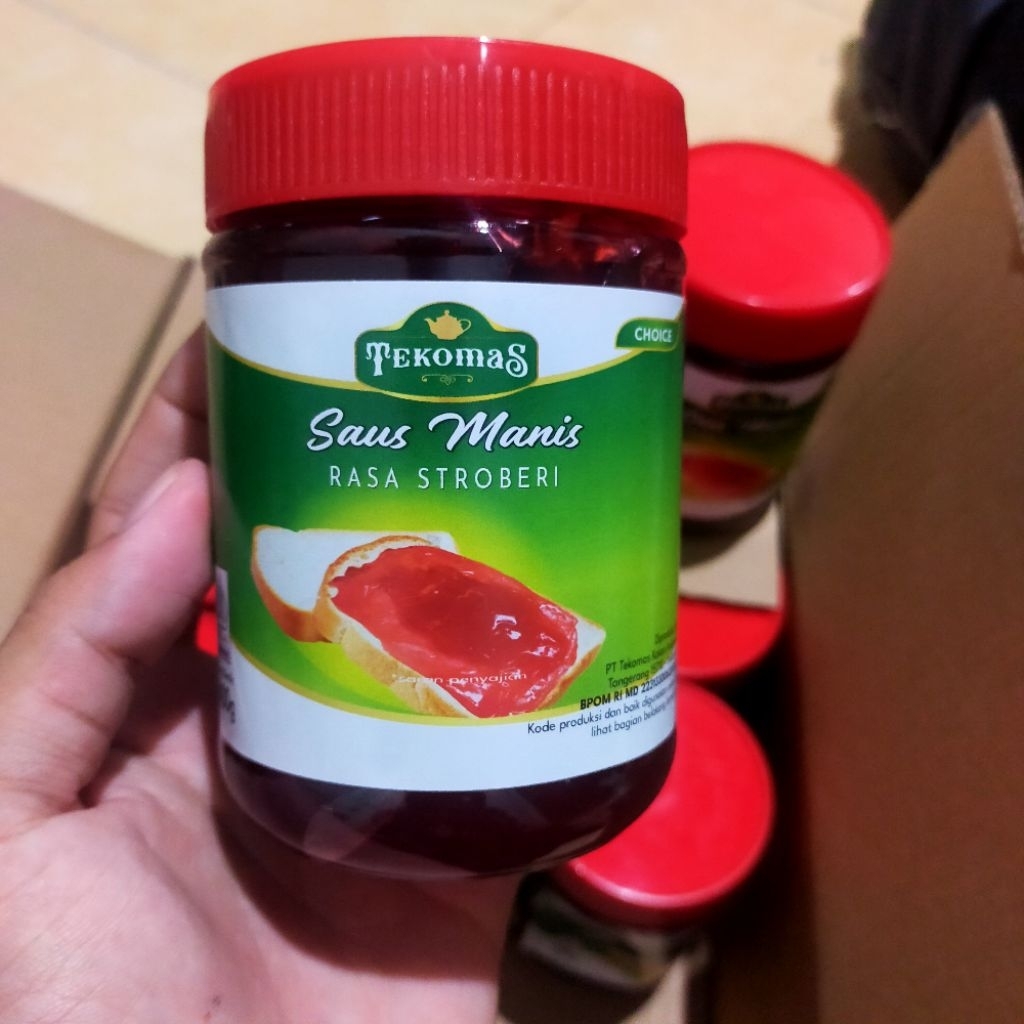 TEKOMAS
CHOICE
Saus Manis
RASA STROBERI
*saran penyajian
PT Tekomas
Tangerang
BPOM RI MD
Kode produksi dan baik digunakan
lihat bagian